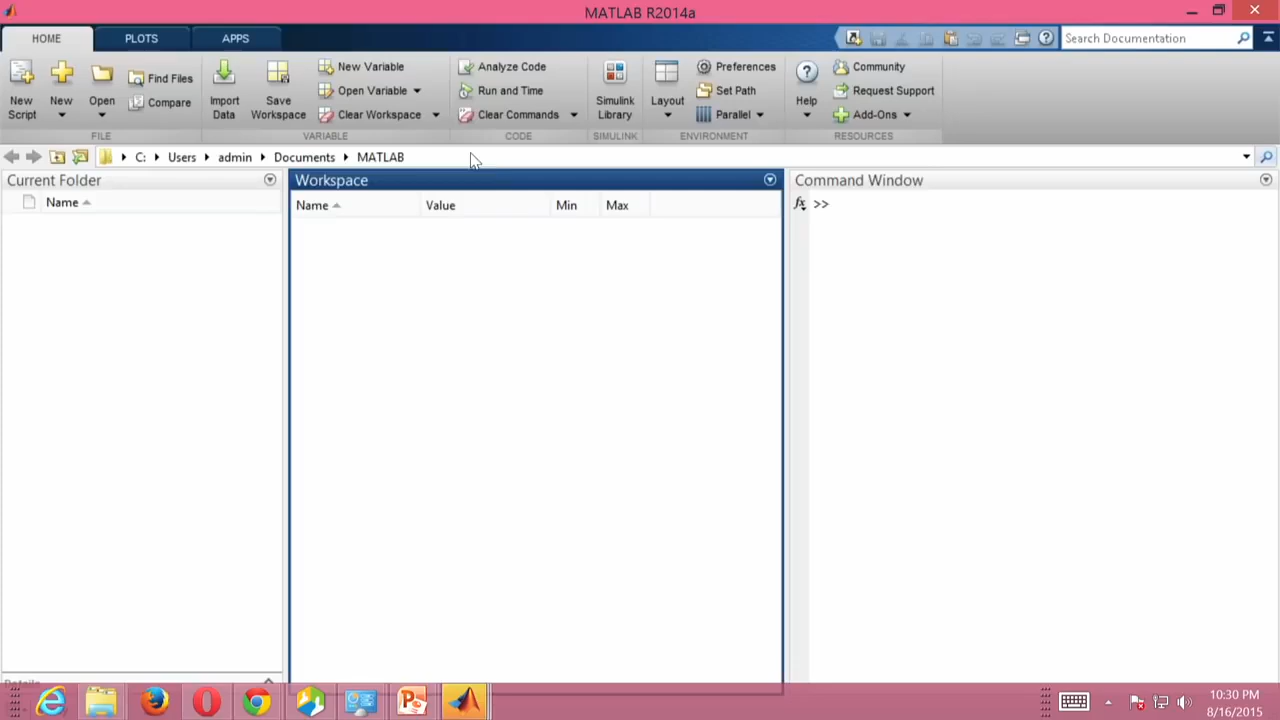 MATLAB R2014a
HOME PLOTS APPS
Search Documentation
New Script
New
Open
Find Files
Compare
FILE
Import Data
Save Workspace
New Variable
Open Variable
Clear Workspace
VARIABLE
Analyze Code
Run and Time
Clear Commands
CODE
Simulink Library
SIMULINK
Layout
Preferences
Set Path
Parallel
ENVIRONMENT
Help
Community
Request Support
Add-Ons
RESOURCES
C: Users admin Documents MATLAB
Current Folder
Name
Workspace
Name Value Min Max
Command Window
fx >>
Details
10:30 PM
8/16/2015